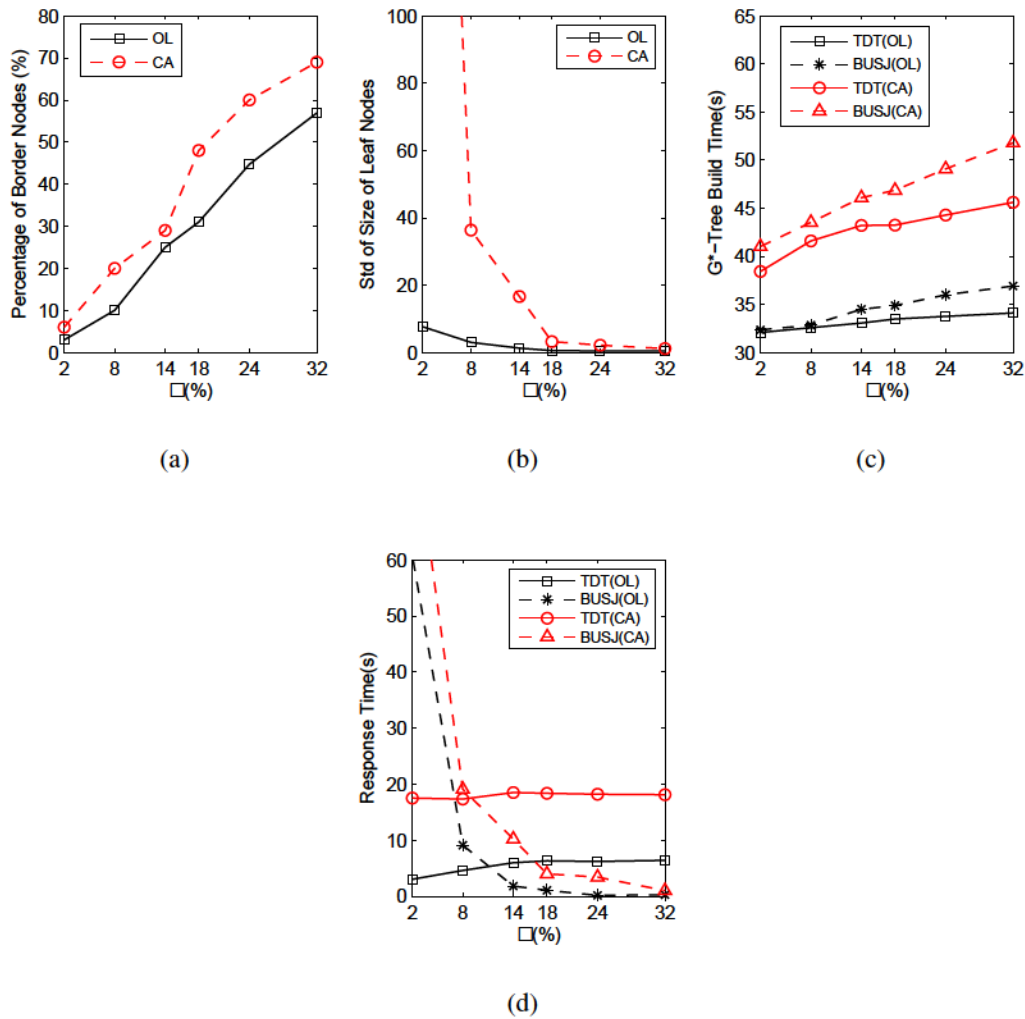 Percentage of Border Nodes (%)
80
70
60
50
40
30
20
10
0
OL
CA
2 8 14 18 24 32
□(%)
(a)
Std of Size of Leaf Nodes
100
80
60
40
20
0
OL
CA
2 8 14 18 24 32
□(%)
(b)
G*-Tree Build Time(s)
65
60
55
50
45
40
35
30
TDT(OL)
BUSJ(OL)
TDT(CA)
BUSJ(CA)
2 8 14 18 24 32
□(%)
(c)
Response Time(s)
60
50
40
30
20
10
0
TDT(OL)
BUSJ(OL)
TDT(CA)
BUSJ(CA)
2 8 14 18 24 32
□(%)
(d)